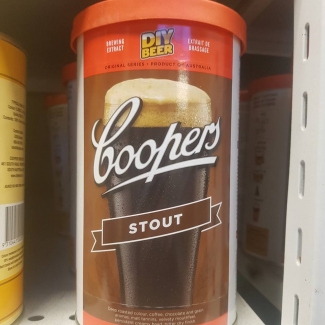 BREWING EXTRACT
DIY BEER
EXTRAIT DE BRASSAGE
ORIGINAL SERIES • PRODUCT OF AUSTRALIA
Coopers
STOUT